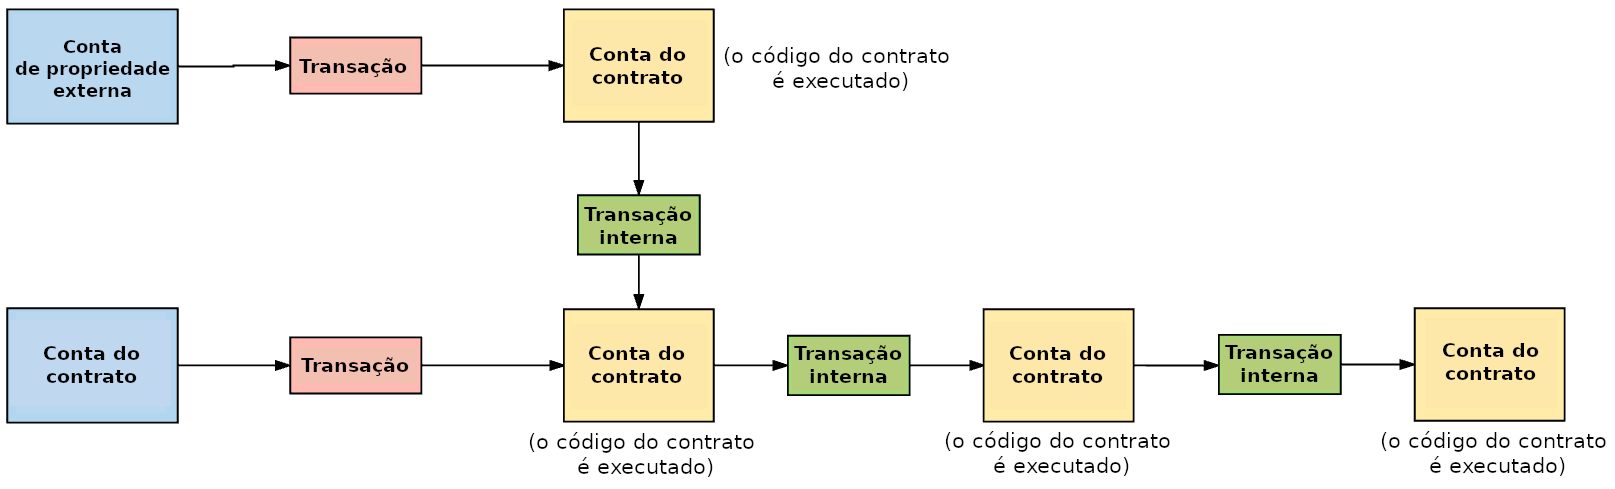 Conta
de propriedade
externa
Transação
Conta do
contrato
(o código do contrato
é executado)
Transação
interna
Conta do
contrato
Transação
Conta do
contrato
(o código do contrato
é executado)
Transação
interna
Conta do
contrato
(o código do contrato
é executado)
Transação
interna
Conta do
contrato
(o código do contrato
é executado)